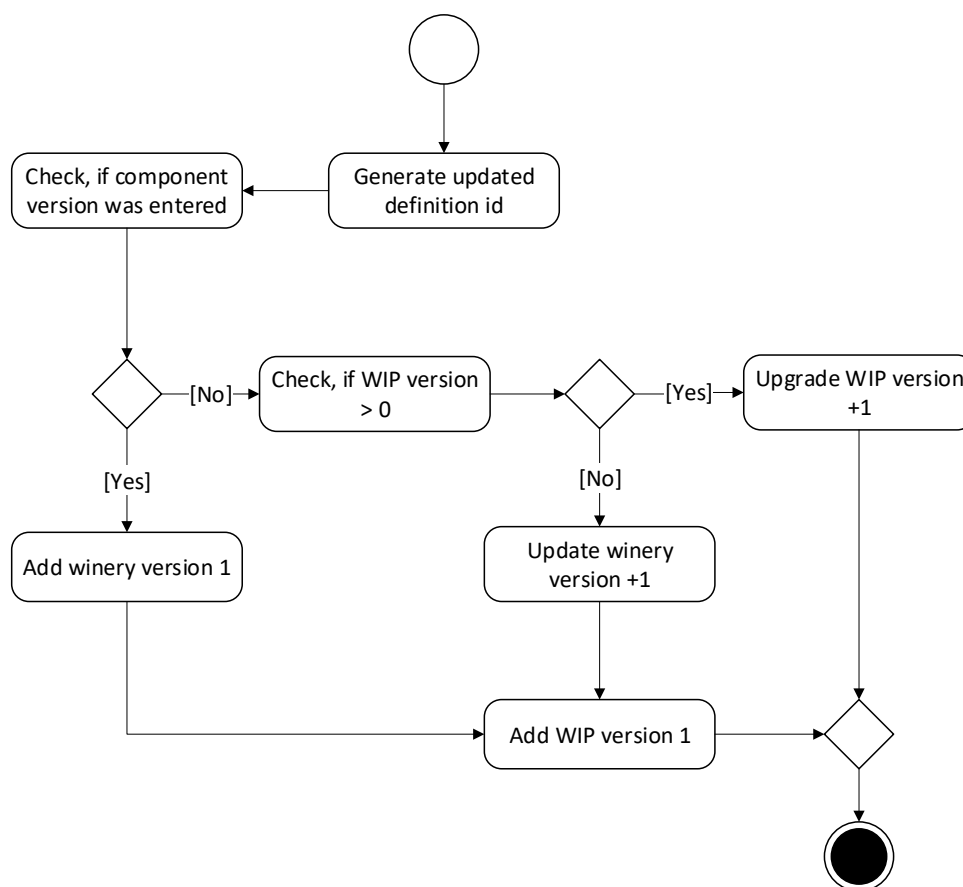 Generate updated
definition id
Check, if component
version was entered
[No]
Check, if WIP version
> 0
[Yes]
Upgrade WIP version
+1
[Yes]
[No]
Add winery version 1
Update winery
version +1
Add WIP version 1